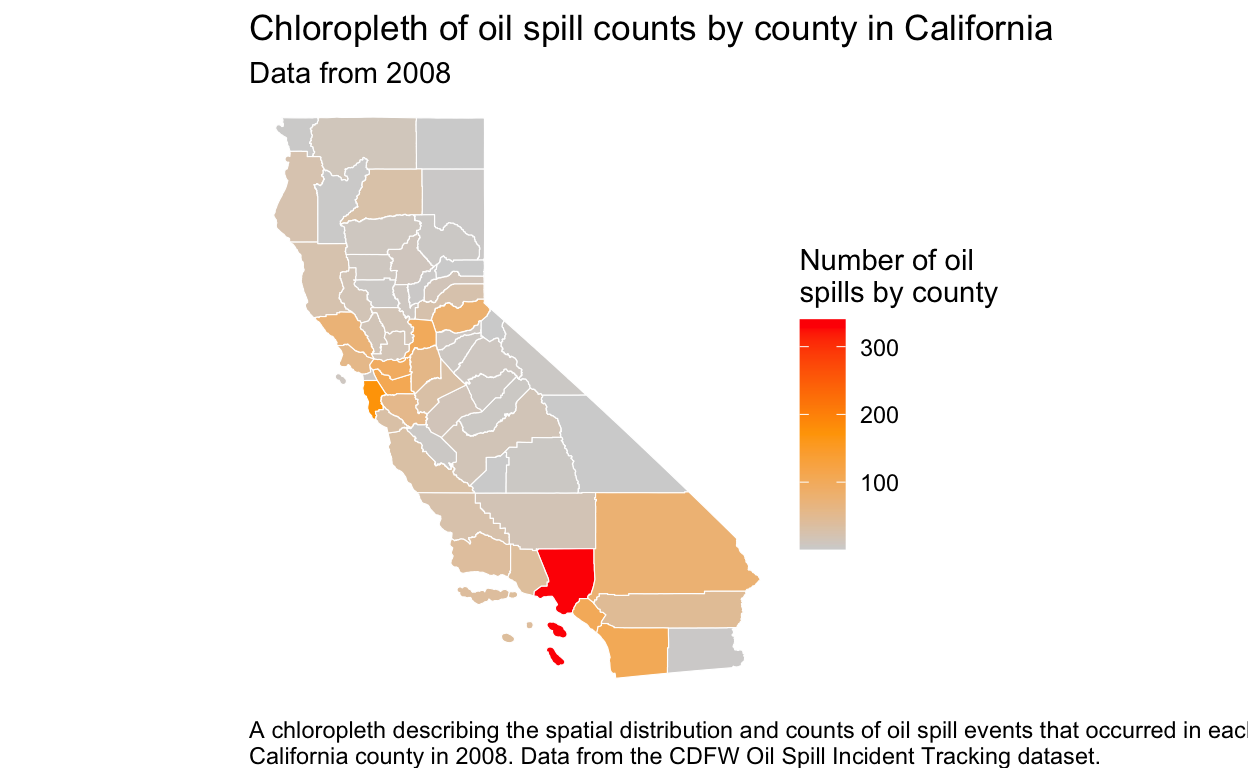 Chloropleth of oil spill counts by county in California
Data from 2008
Number of oil
spills by county
300
200
100
A chloropleth describing the spatial distribution and counts of oil spill events that occurred in eac
California county in 2008. Data from the CDFW Oil Spill Incident Tracking dataset.